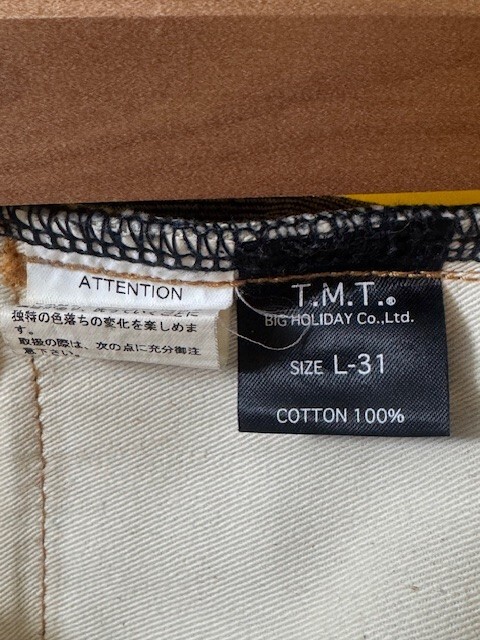 ATTENTION
独特の色落ちの変化を楽しめま
す。
取扱の際は、次の点に充分御注
意下さい。
T.M.T.®
BIG HOLIDAY Co.,Ltd.
SIZE L-31
COTTON 100%